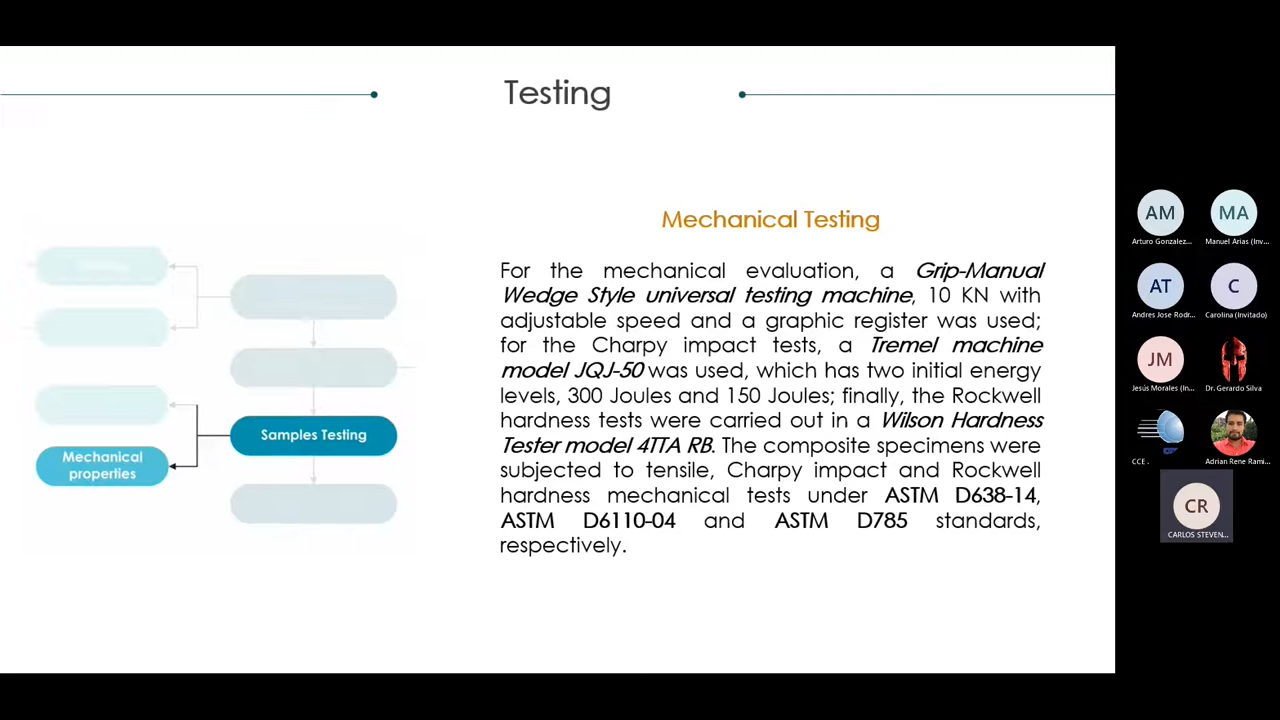 Testing
Mechanical Testing
For the mechanical evaluation, a Grip-Manual
Wedge Style universal testing machine, 10 KN with
adjustable speed and a graphic register was used;
for the Charpy impact tests, a Tremel machine
model JQJ-50 was used, which has two initial energy
levels, 300 Joules and 150 Joules; finally, the Rockwell
hardness tests were carried out in a Wilson Hardness
Tester model 4TTA RB. The composite specimens were
subjected to tensile, Charpy impact and Rockwell
hardness mechanical tests under ASTM D638-14,
ASTM D6110-04 and ASTM D785 standards,
respectively.
Samples Testing
Mechanical
properties
AM
MA
Arturo Gonzalez...
Manuel Arias (Inv...
AT
C
Andres Jose Rodr...
Carolina (Invitado)
JM
Jesús Morales (In...
Dr. Gerardo Silva
CCE .
Adrian Rene Rami...
CR
CARLOS STEVEN...